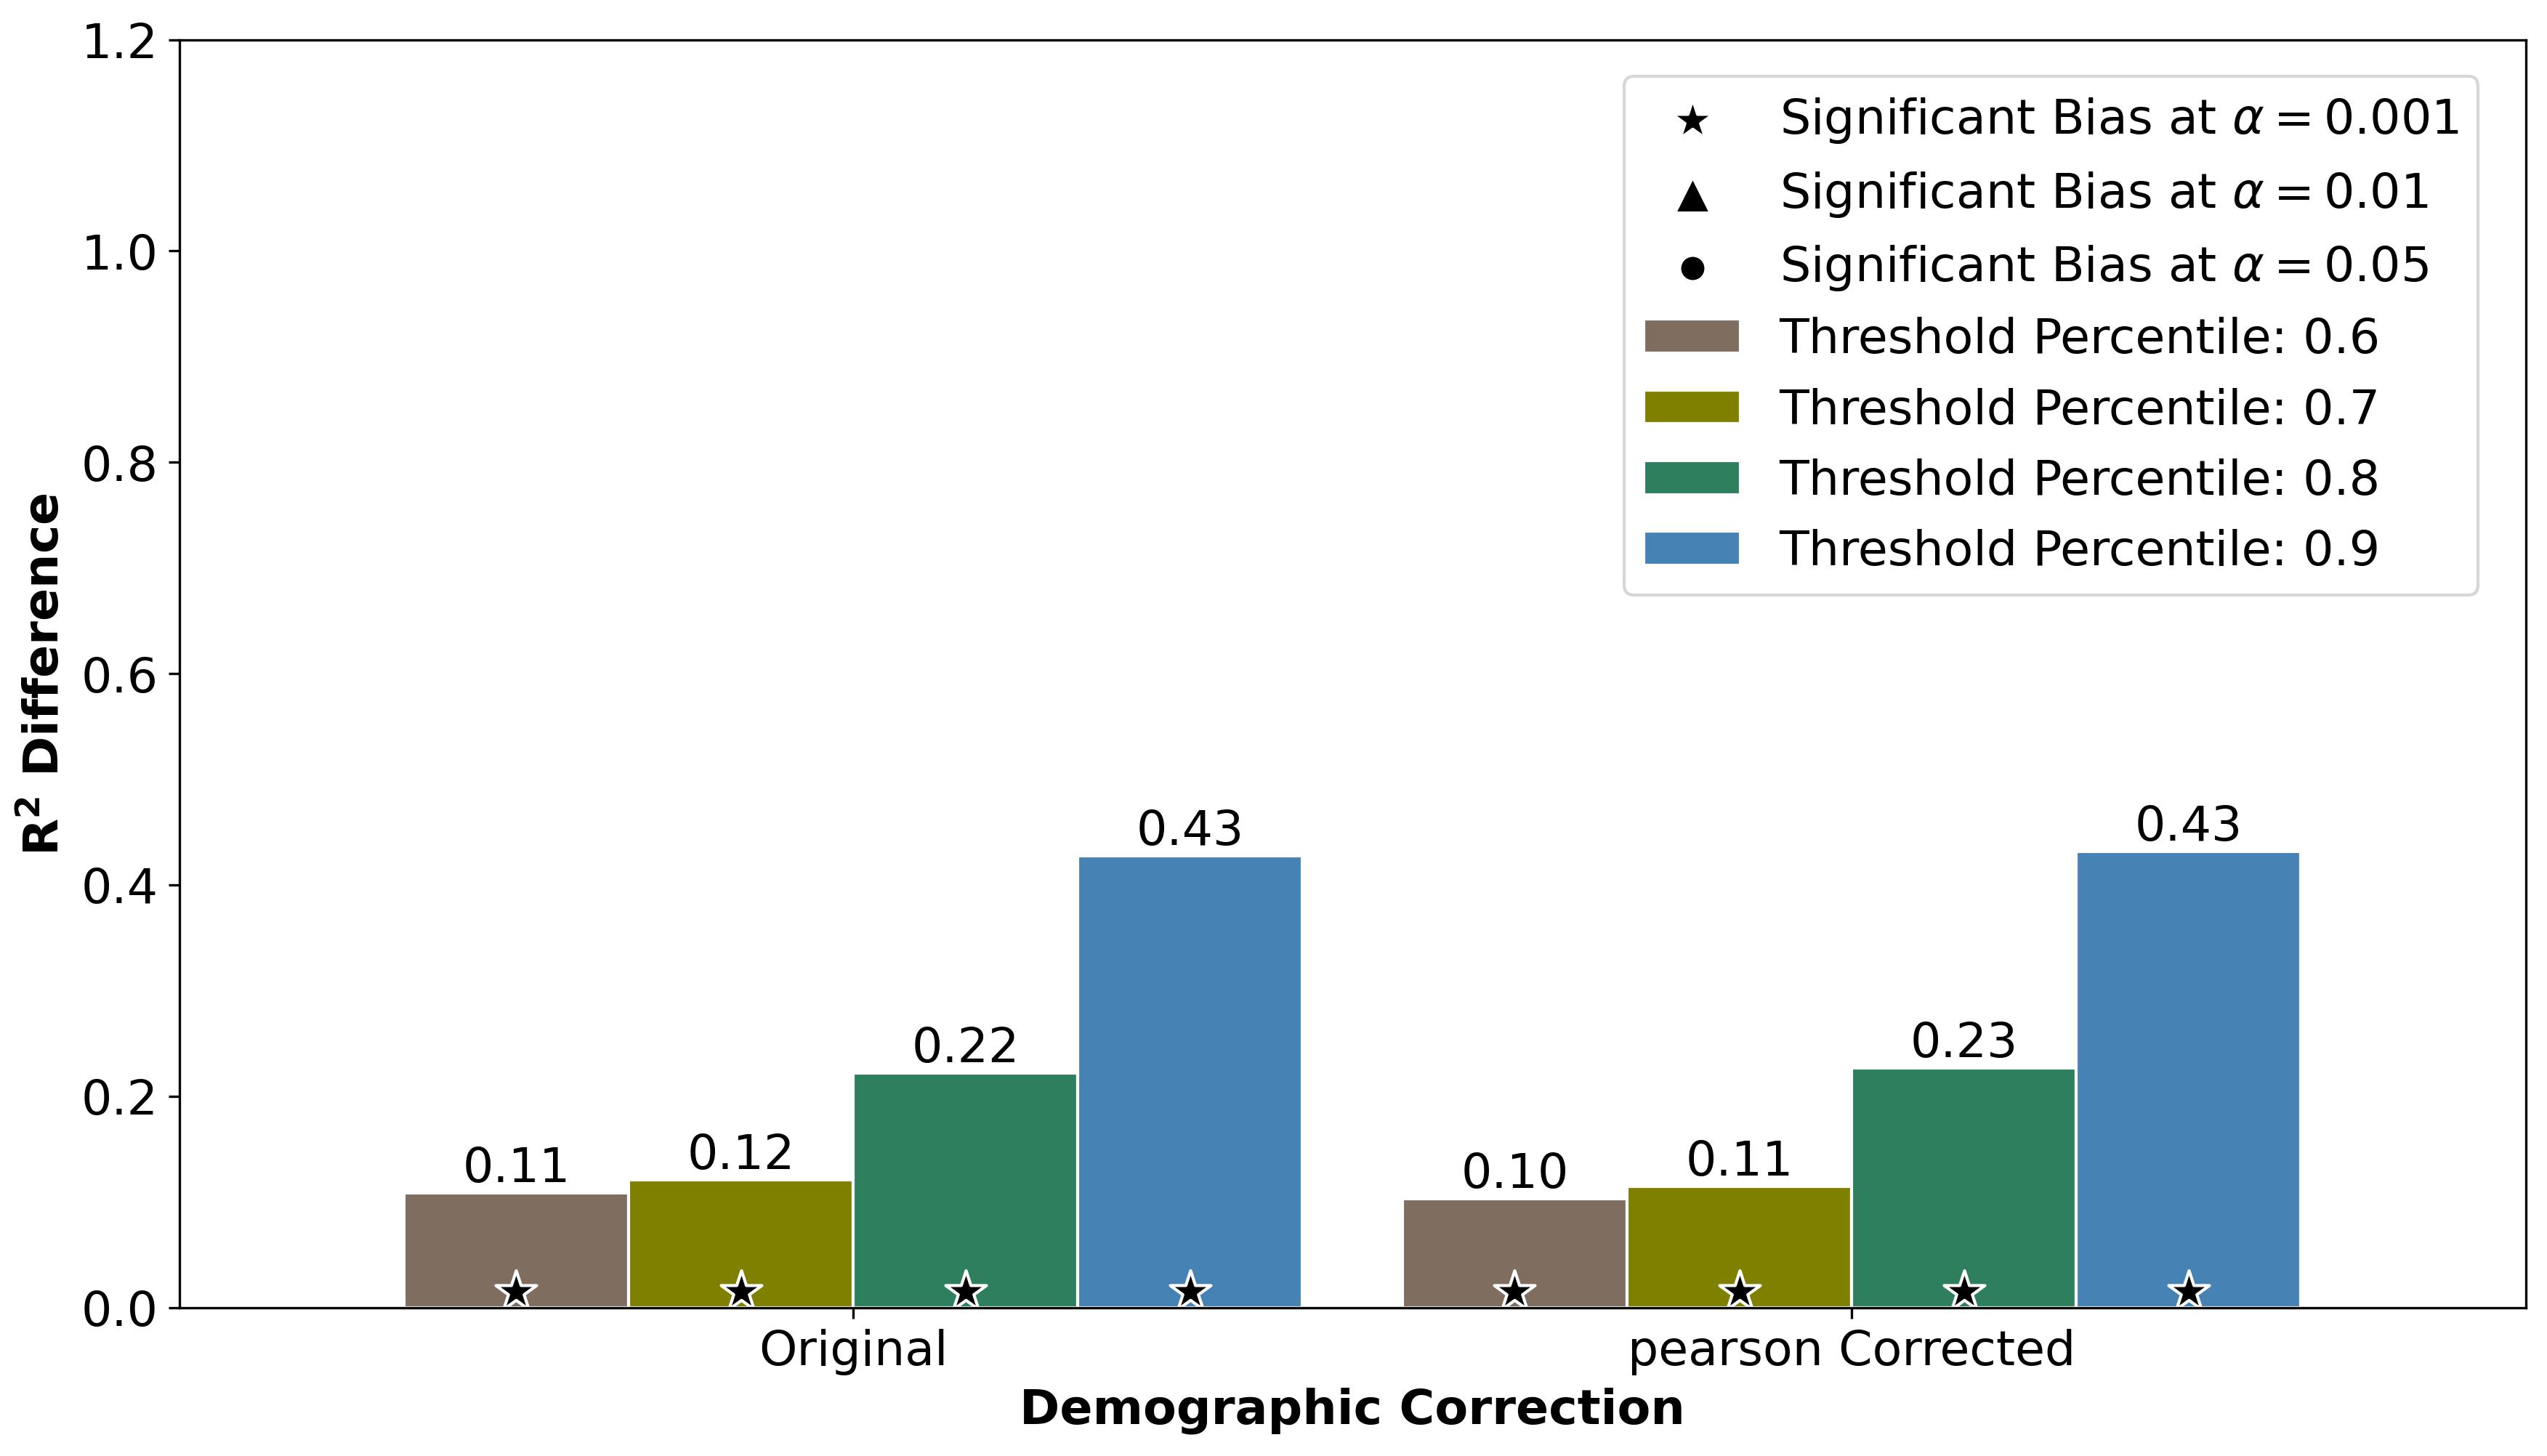 1.2
1.0
0.8
0.6
0.4
0.2
0.0
R² Difference
Significant Bias at α = 0.001
Significant Bias at α = 0.01
Significant Bias at α = 0.05
Threshold Percentile: 0.6
Threshold Percentile: 0.7
Threshold Percentile: 0.8
Threshold Percentile: 0.9
0.11
0.12
0.22
0.43
0.10
0.11
0.23
0.43
Original
pearson Corrected
Demographic Correction